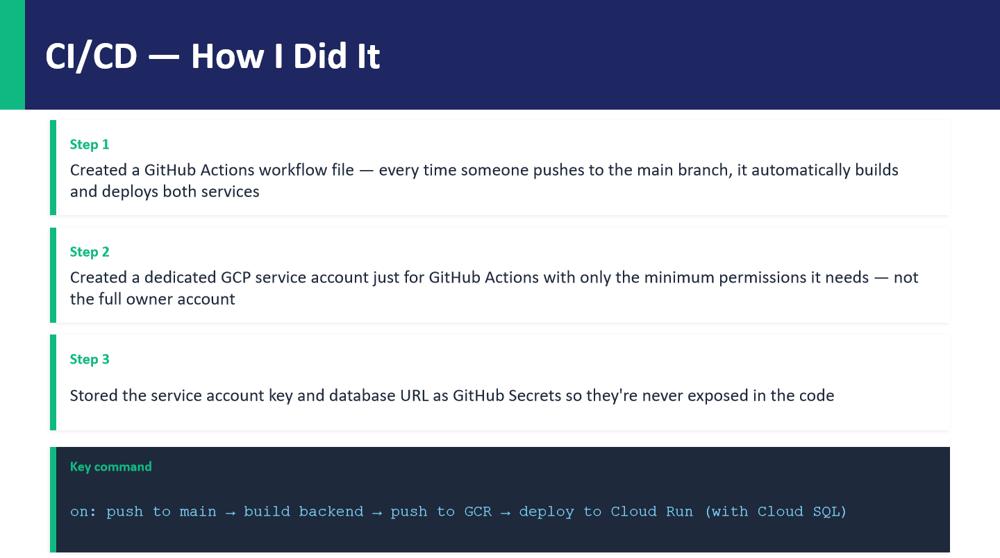 CI/CD — How I Did It
Step 1
Created a GitHub Actions workflow file — every time someone pushes to the main branch, it automatically builds
and deploys both services
Step 2
Created a dedicated GCP service account just for GitHub Actions with only the minimum permissions it needs — not
the full owner account
Step 3
Stored the service account key and database URL as GitHub Secrets so they're never exposed in the code
Key command
on: push to main → build backend → push to GCR → deploy to Cloud Run (with Cloud SQL)